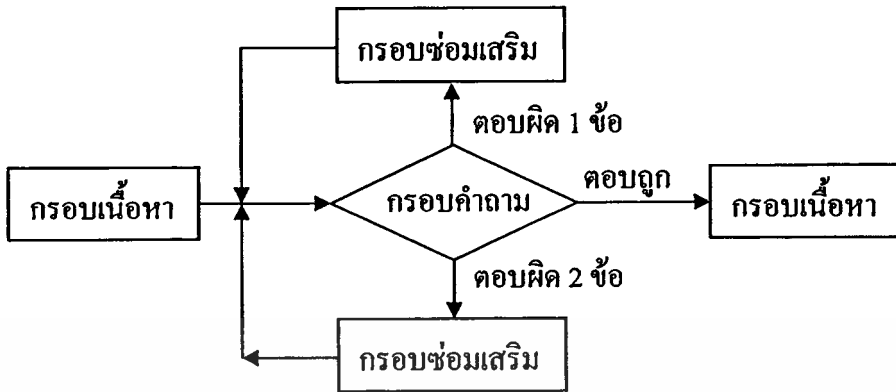 กรอบซ่อมเสริม
ตอบผิด 1 ข้อ
กรอบเนื้อหา
กรอบคำถาม
ตอบถูก
กรอบเนื้อหา
ตอบผิด 2 ข้อ
กรอบซ่อมเสริม